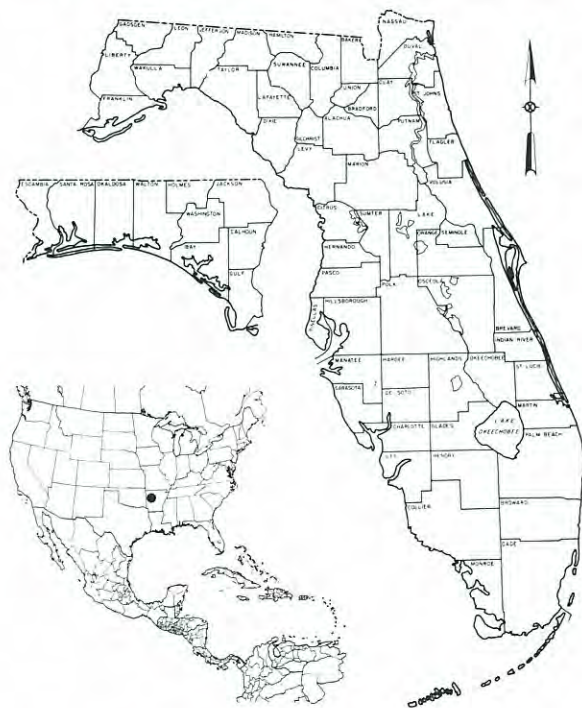 GADSDEN
LEON
JEFFERSON
MADISON
HAMILTON
NASSAU
BAKER
DUVAL
LIBERTY
WAKULLA
TAYLOR
SUWANNEE
COLUMBIA
UNION
CLAY
ST JOHNS
FRANKLIN
LAFAYETTE
BRADFORD
DIXIE
ALACHUA
PUTNAM
GILCHRIST
LEVY
FLAGLER
MARION
VOLUSIA
ESCAMBIA
SANTA ROSA
OKALOOSA
WALTON
HOLMES
JACKSON
WASHINGTON
BAY
CALHOUN
GULF
CITRUS
SUMTER
LAKE
ORANGE
SEMINOLE
HERNANDO
PASCO
POLK
OSCEOLA
HILLSBOROUGH
PINELLAS
BREVARD
INDIAN RIVER
MANATEE
HARDEE
HIGHLANDS
OKEECHOBEE
ST LUCIE
SARASOTA
DE SOTO
MARTIN
CHARLOTTE
GLADES
LAKE
OKEECHOBEE
PALM BEACH
LEE
HENDRY
COLLIER
BROWARD
DADE
MONROE